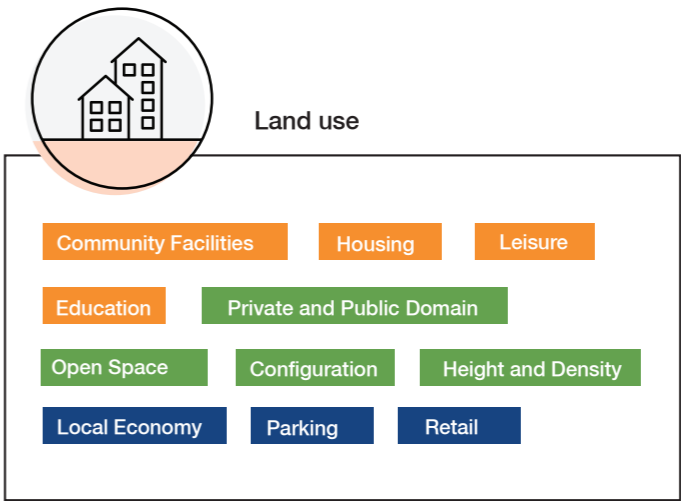 Land use
Community Facilities Housing Leisure
Education Private and Public Domain
Open Space Configuration Height and Density
Local Economy Parking Retail